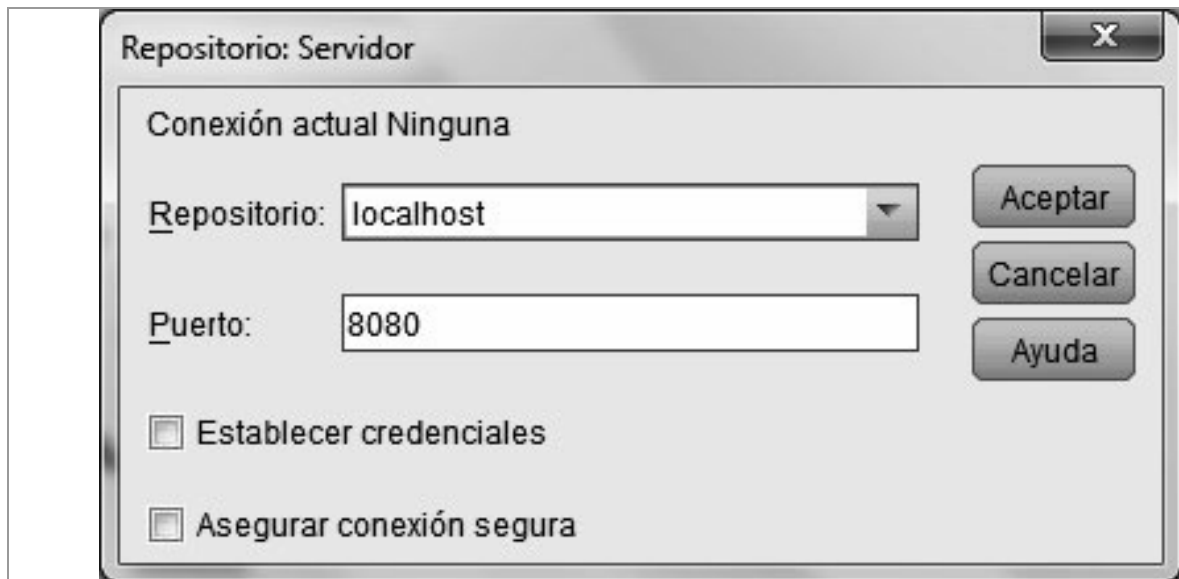 Repositorio: Servidor
x
Conexión actual Ninguna
Repositorio: localhost
Aceptar
Cancelar
Puerto: 8080
Ayuda
Establecer credenciales
Asegurar conexión segura